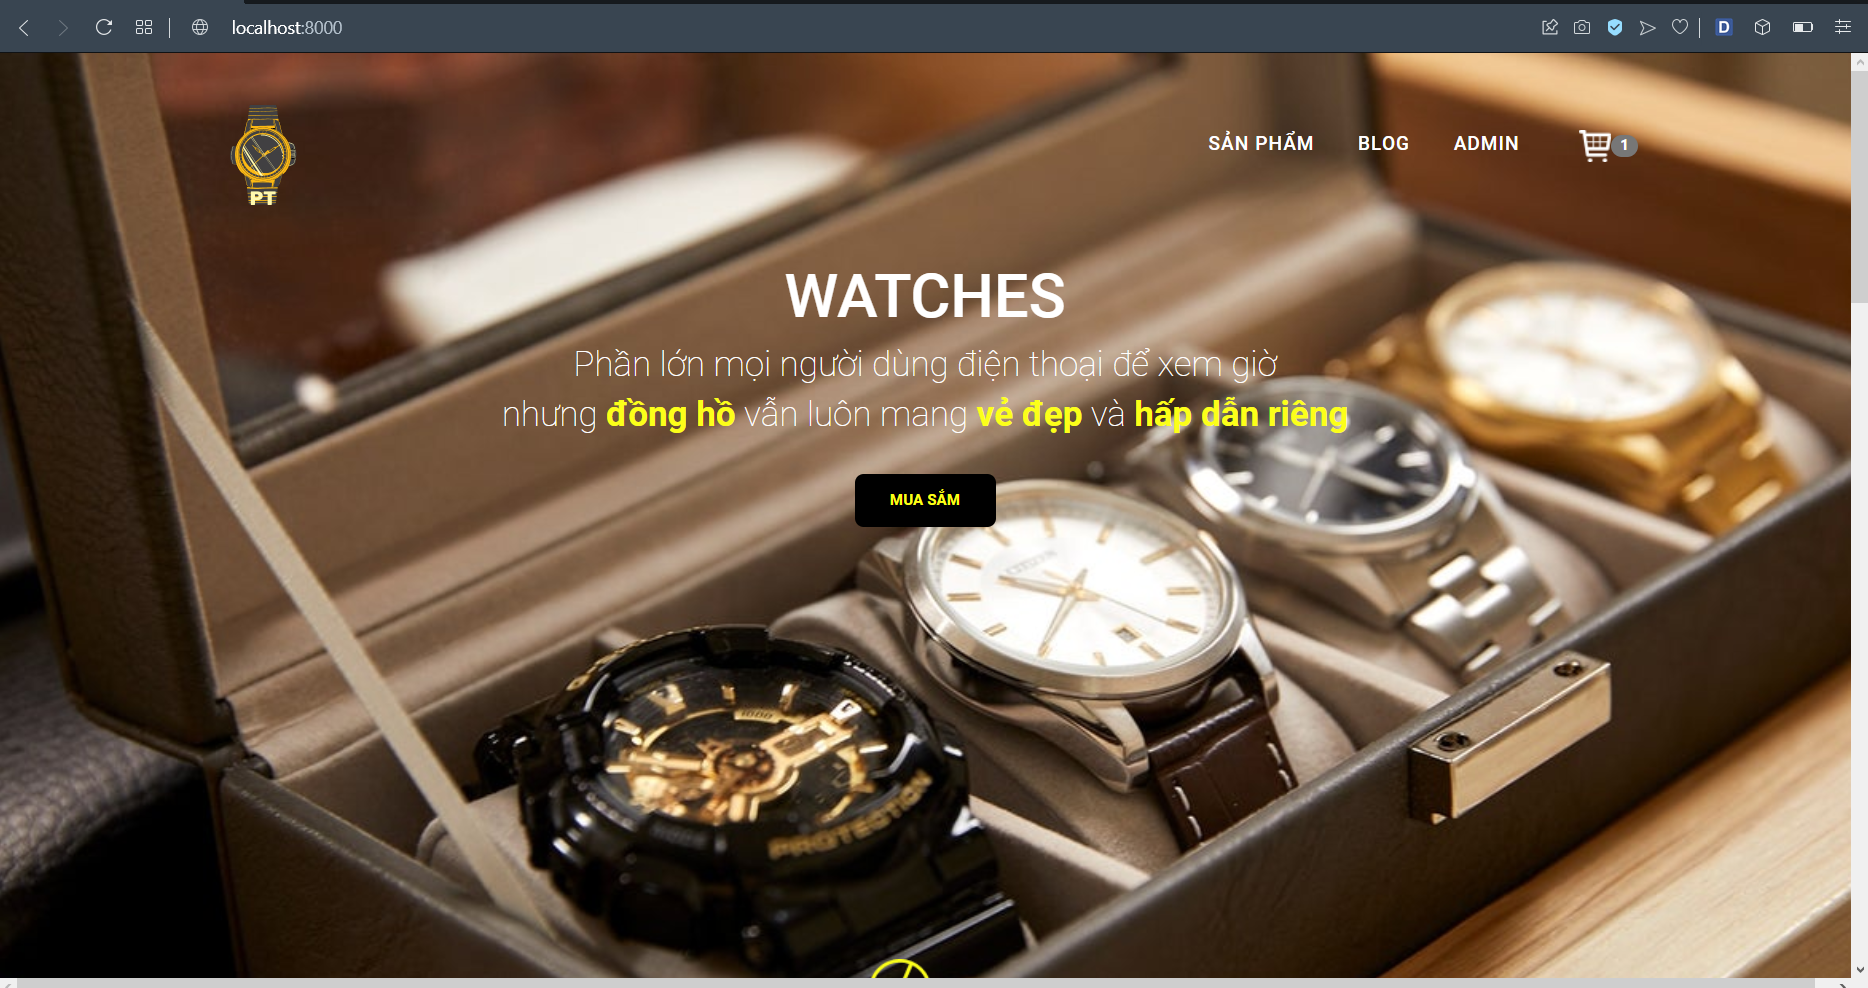 localhost:8000
D
PT
SẢN PHẨM BLOG ADMIN 1
WATCHES
Phần lớn mọi người dùng điện thoại để xem giờ
nhưng đồng hồ vẫn luôn mang vẻ đẹp và hấp dẫn riêng
MUA SẮM
CITIZEN
PROTECTION